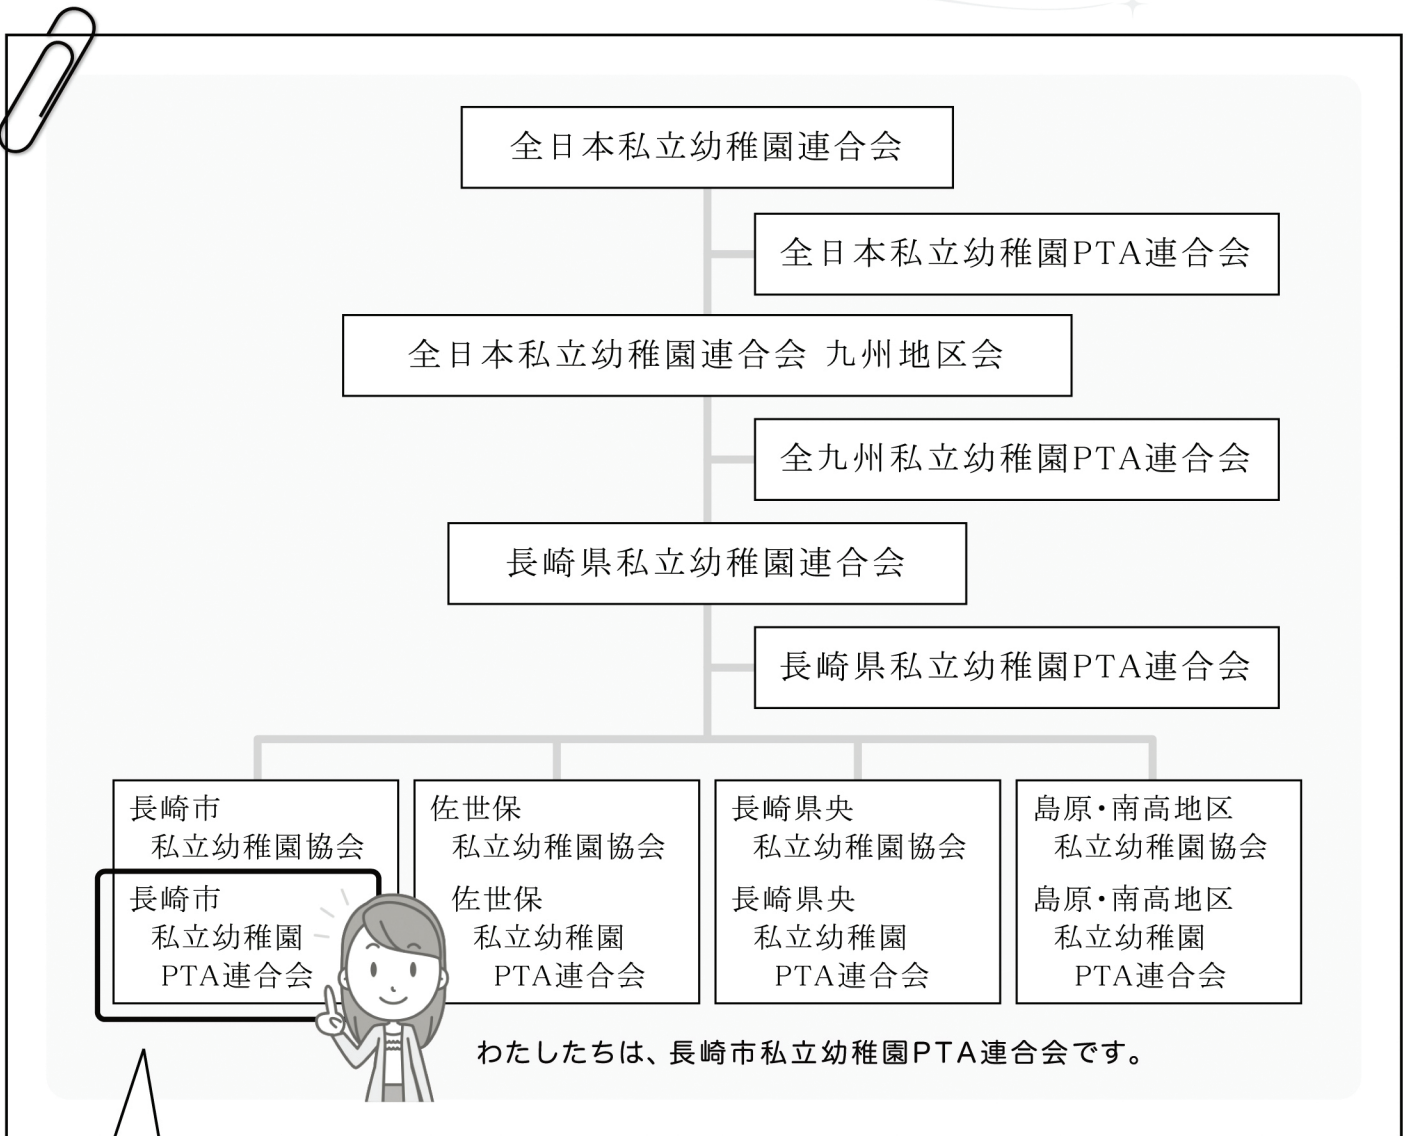 全日本私立幼稚園連合会
全日本私立幼稚園PTA連合会
全日本私立幼稚園連合会 九州地区会
全九州私立幼稚園PTA連合会
長崎県私立幼稚園連合会
長崎県私立幼稚園PTA連合会
長崎市
私立幼稚園協会
長崎市
私立幼稚園
PTA連合会
佐世保
私立幼稚園協会
佐世保
私立幼稚園
PTA連合会
長崎県央
私立幼稚園協会
長崎県央
私立幼稚園
PTA連合会
島原・南高地区
私立幼稚園協会
島原・南高地区
私立幼稚園
PTA連合会
わたしたちは、長崎市私立幼稚園PTA連合会です。